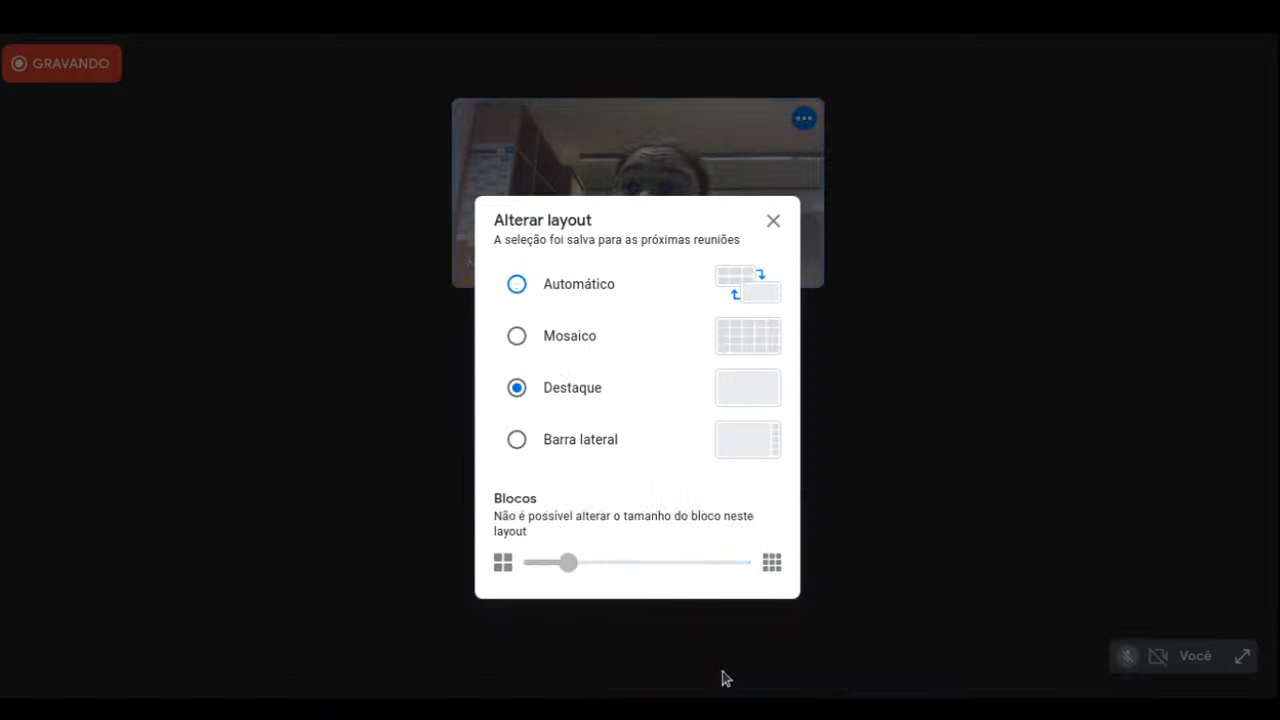 GRAVANDO
Alterar layout
A seleção foi salva para as próximas reuniões
Automático
Mosaico
Destaque
Barra lateral
Blocos
Não é possível alterar o tamanho do bloco neste
layout
Você